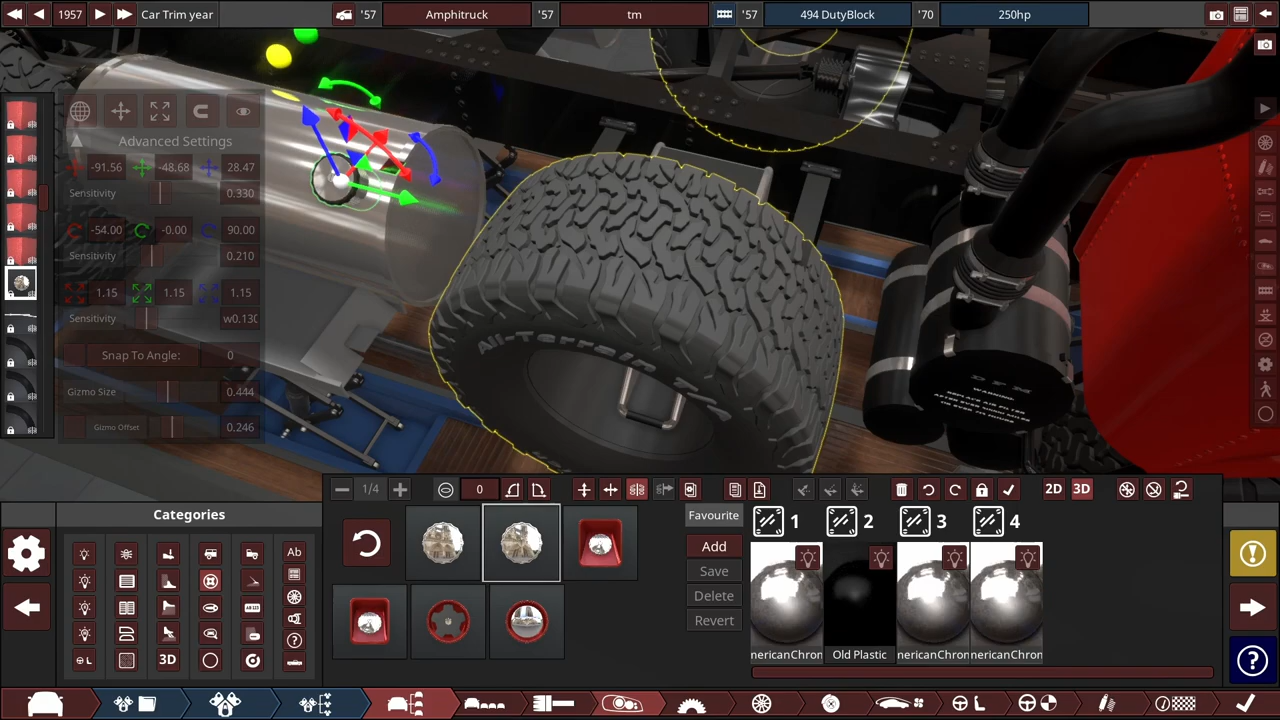 1957 Car Trim year '57 Amphitruck '57 tm '57 494 DutyBlock '70 250hp
Advanced Settings
-91.56 -48.68 28.47
Sensitivity 0.330
-54.00 -0.00 90.00
Sensitivity 0.210
1.15 1.15 1.15
Sensitivity w0.130
Snap To Angle: 0
Gizmo Size 0.444
Gizmo Offset 0.246
All-Terrain T
DFM
WARNING:
1/4 0 2D 3D
Categories
Ab
L
3D
Favourite
Add
Save
Delete
Revert
1 2 3 4
nericanChron Old Plastic nericanChron nericanChron